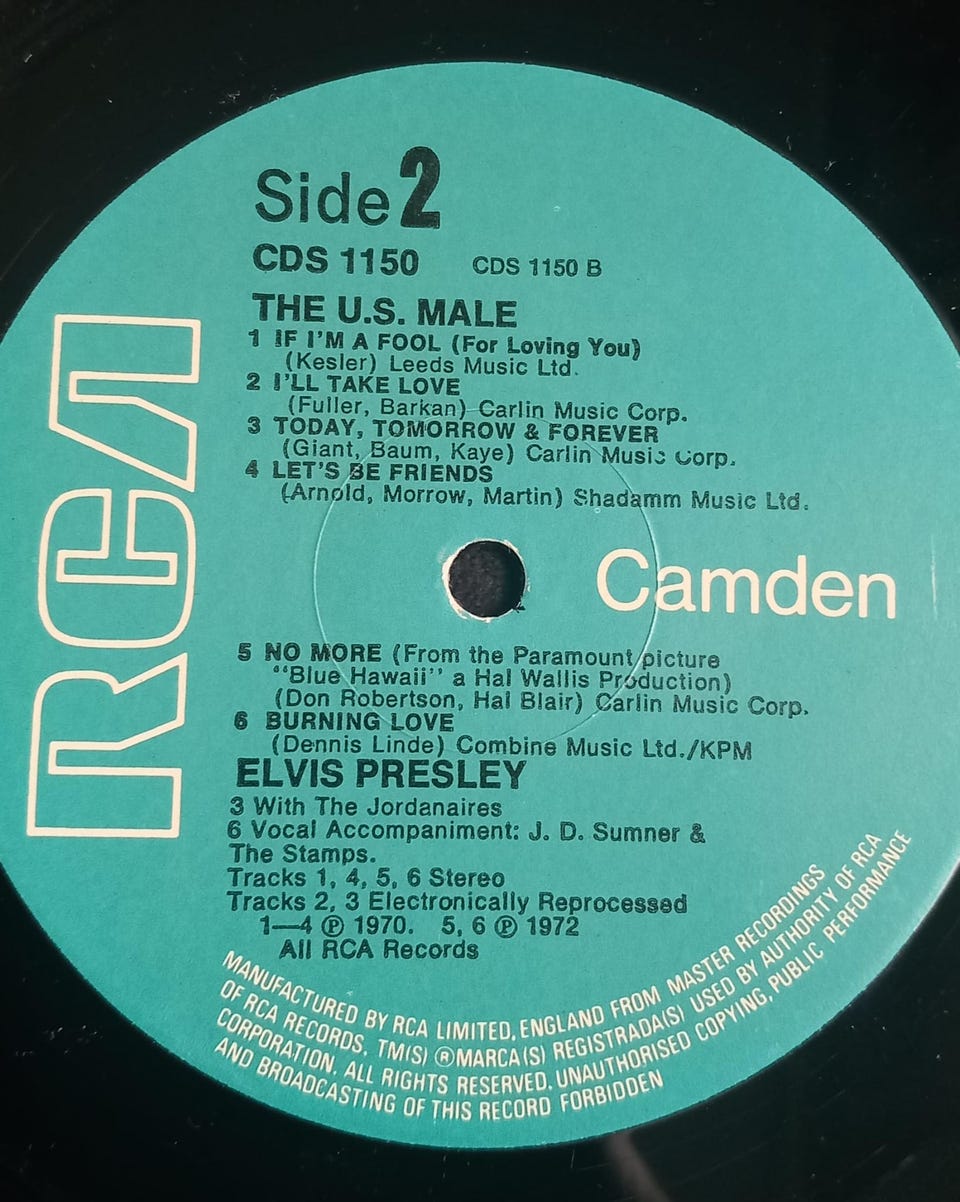 Side 2
CDS 1150 CDS 1150 B
THE U.S. MALE
1 IF I'M A FOOL (For Loving You)
(Kesler) Leeds Music Ltd.
2 I'LL TAKE LOVE
(Fuller, Barkan) Carlin Music Corp.
3 TODAY, TOMORROW & FOREVER
(Giant, Baum, Kaye) Carlin Music Corp.
4 LET'S BE FRIENDS
(Arnold, Morrow, Martin) Shadamm Music Ltd.
RCA
Camden
5 NO MORE (From the Paramount picture
"Blue Hawaii" a Hal Wallis Production)
(Don Robertson, Hal Blair) Carlin Music Corp.
6 BURNING LOVE
(Dennis Linde) Combine Music Ltd./KPM
ELVIS PRESLEY
3 With The Jordanaires
6 Vocal Accompaniment: J. D. Sumner &
The Stamps.
Tracks 1, 4, 5, 6 Stereo
Tracks 2, 3 Electronically Reprocessed
1—4 ℗ 1970. 5, 6 ℗ 1972
All RCA Records
MANUFACTURED BY RCA LIMITED, ENGLAND FROM MASTER RECORDINGS
OF RCA RECORDS, TM(S) ® MARCA(S) REGISTRADA(S) USED BY AUTHORITY OF RCA
CORPORATION. ALL RIGHTS RESERVED. UNAUTHORISED COPYING, PUBLIC PERFORMANCE
AND BROADCASTING OF THIS RECORD FORBIDDEN